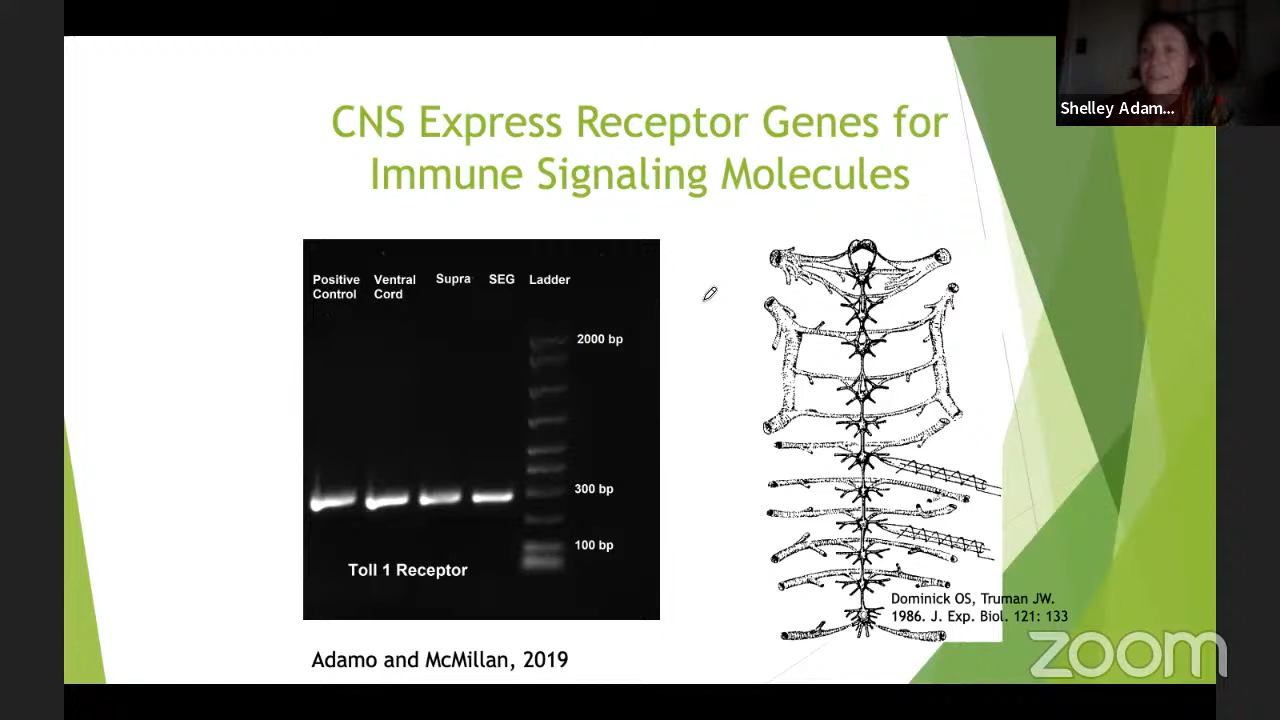 CNS Express Receptor Genes for
Immune Signaling Molecules
Shelley Adam...
Positive Control
Ventral Cord
Supra
SEG
Ladder
2000 bp
300 bp
100 bp
Toll 1 Receptor
Adamo and McMillan, 2019
Dominick OS, Truman JW.
1986. J. Exp. Biol. 121: 133
zoom